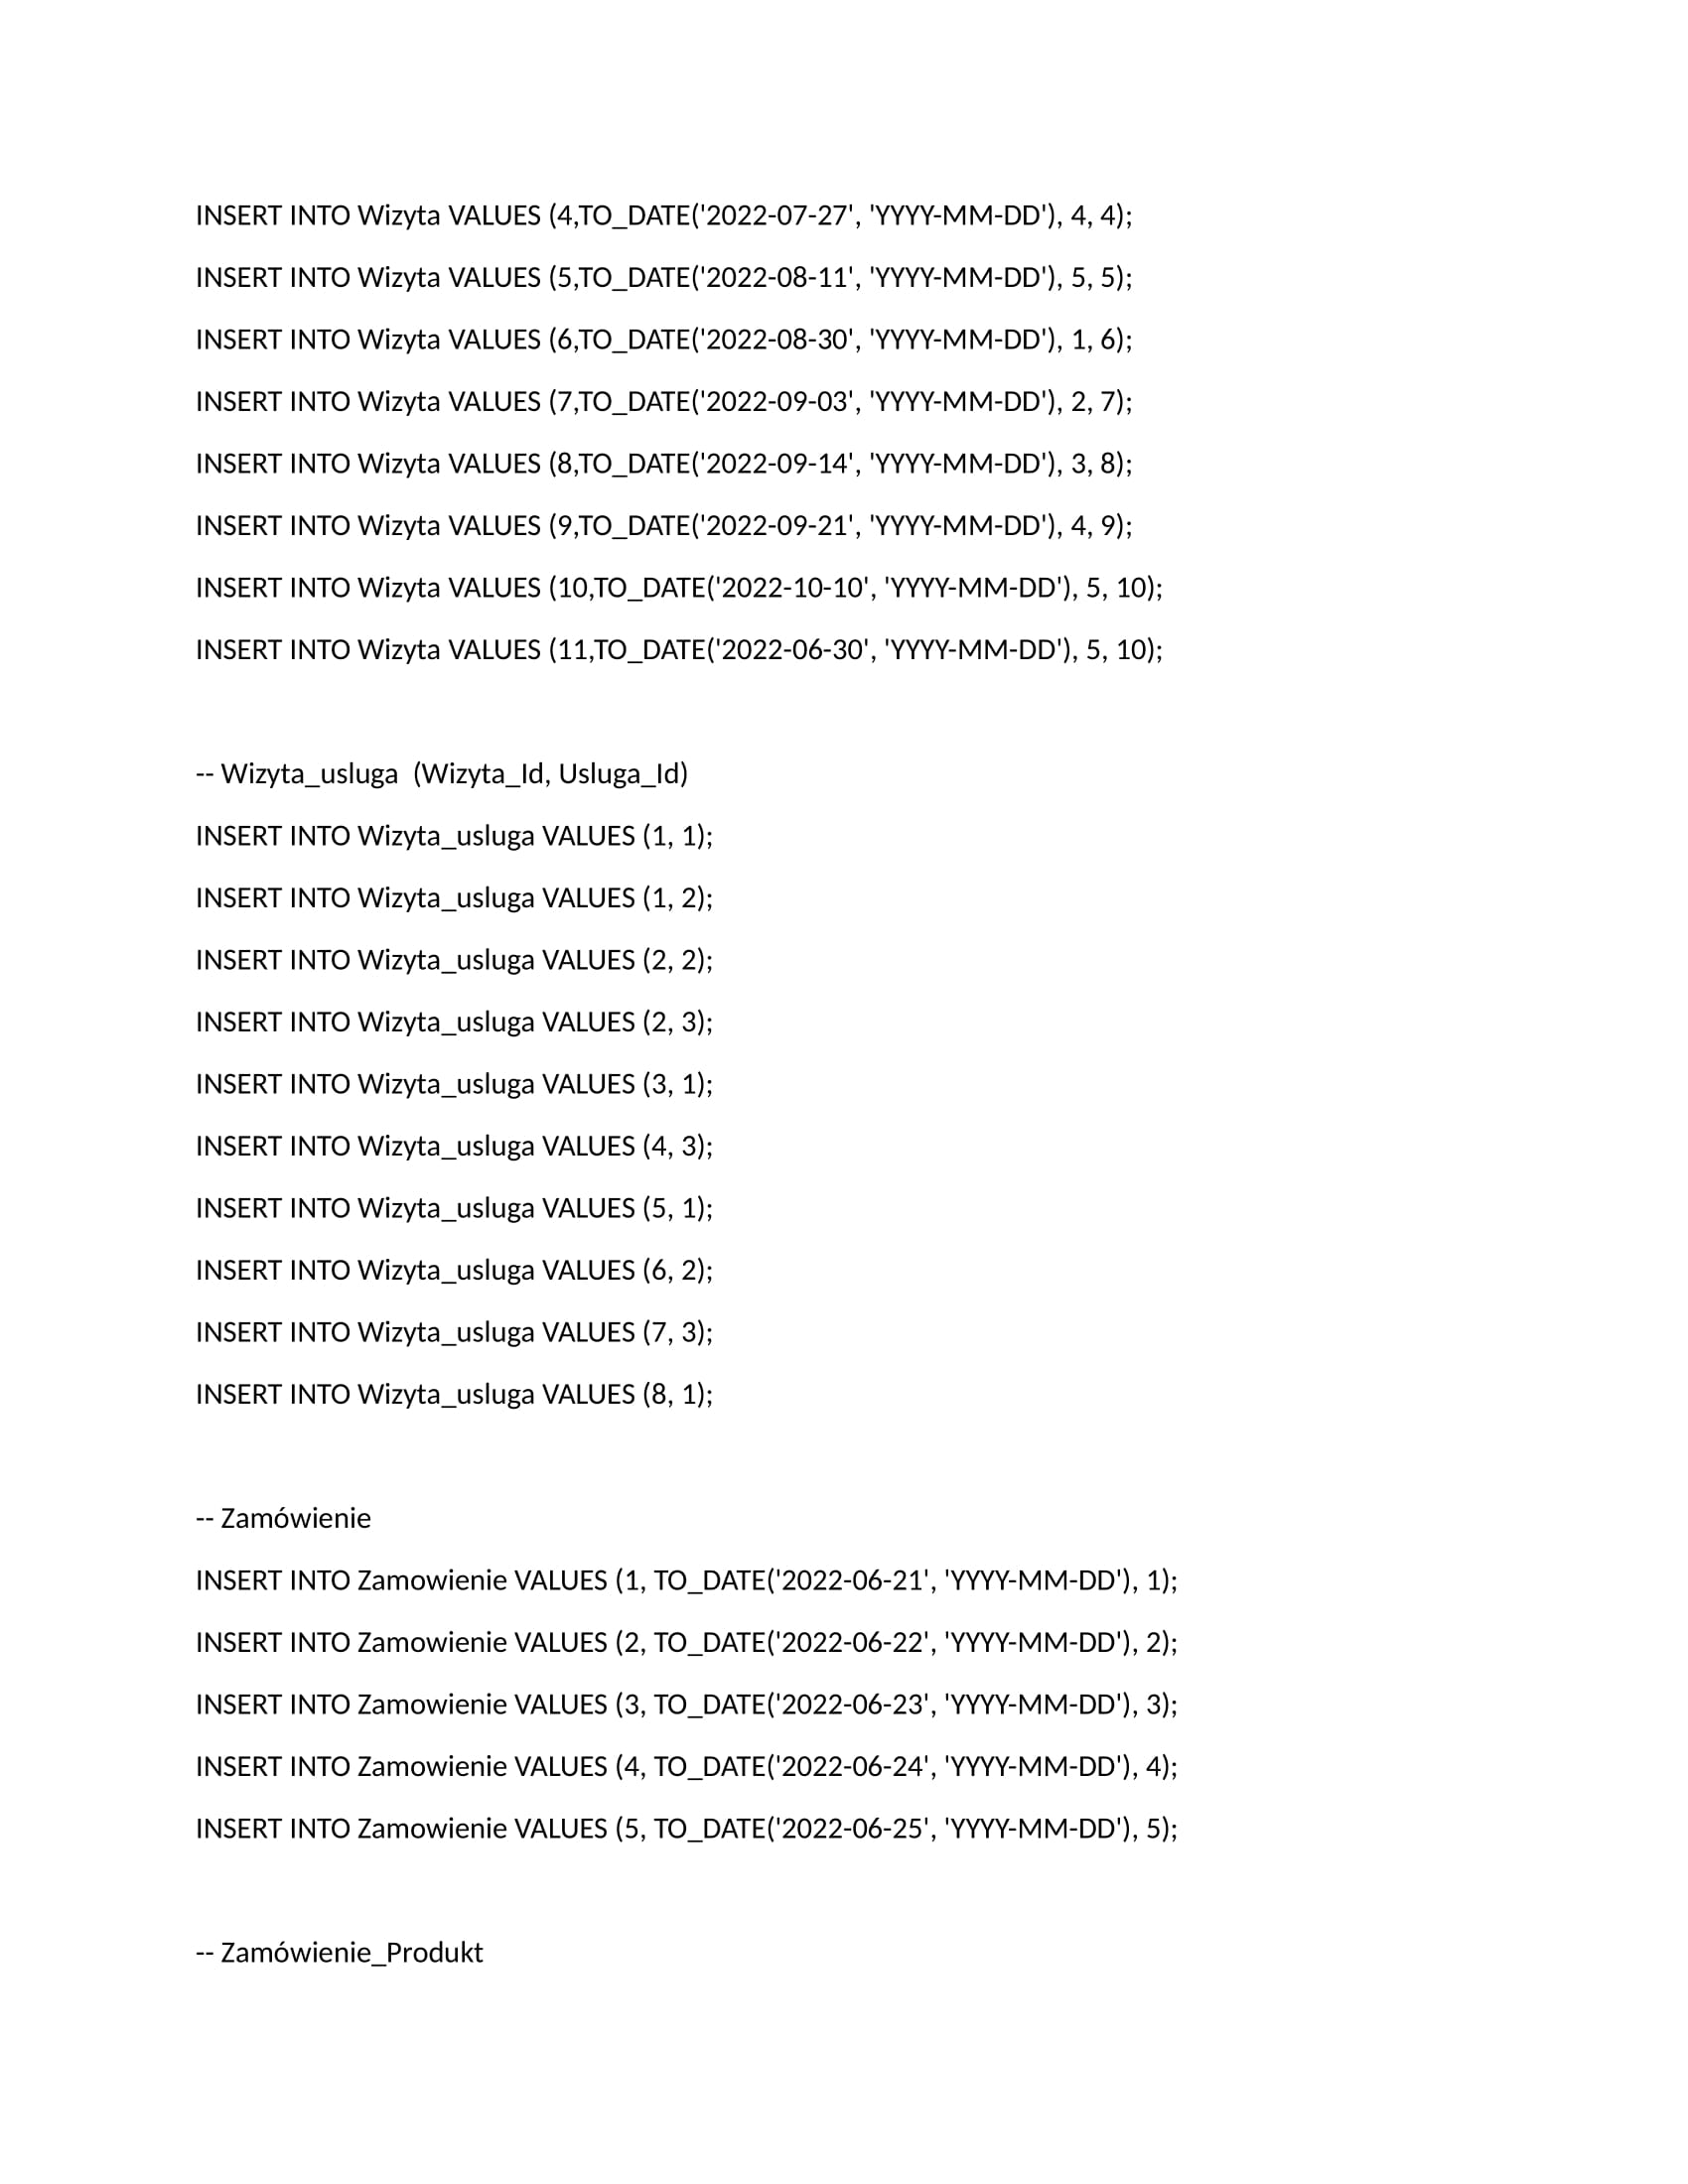 INSERT INTO Wizyta VALUES (4,TO_DATE('2022-07-27', 'YYYY-MM-DD'), 4, 4);
INSERT INTO Wizyta VALUES (5,TO_DATE('2022-08-11', 'YYYY-MM-DD'), 5, 5);
INSERT INTO Wizyta VALUES (6,TO_DATE('2022-08-30', 'YYYY-MM-DD'), 1, 6);
INSERT INTO Wizyta VALUES (7,TO_DATE('2022-09-03', 'YYYY-MM-DD'), 2, 7);
INSERT INTO Wizyta VALUES (8,TO_DATE('2022-09-14', 'YYYY-MM-DD'), 3, 8);
INSERT INTO Wizyta VALUES (9,TO_DATE('2022-09-21', 'YYYY-MM-DD'), 4, 9);
INSERT INTO Wizyta VALUES (10,TO_DATE('2022-10-10', 'YYYY-MM-DD'), 5, 10);
INSERT INTO Wizyta VALUES (11,TO_DATE('2022-06-30', 'YYYY-MM-DD'), 5, 10);
-- Wizyta_usluga  (Wizyta_Id, Usluga_Id)
INSERT INTO Wizyta_usluga VALUES (1, 1);
INSERT INTO Wizyta_usluga VALUES (1, 2);
INSERT INTO Wizyta_usluga VALUES (2, 2);
INSERT INTO Wizyta_usluga VALUES (2, 3);
INSERT INTO Wizyta_usluga VALUES (3, 1);
INSERT INTO Wizyta_usluga VALUES (4, 3);
INSERT INTO Wizyta_usluga VALUES (5, 1);
INSERT INTO Wizyta_usluga VALUES (6, 2);
INSERT INTO Wizyta_usluga VALUES (7, 3);
INSERT INTO Wizyta_usluga VALUES (8, 1);
-- Zamówienie
INSERT INTO Zamowienie VALUES (1, TO_DATE('2022-06-21', 'YYYY-MM-DD'), 1);
INSERT INTO Zamowienie VALUES (2, TO_DATE('2022-06-22', 'YYYY-MM-DD'), 2);
INSERT INTO Zamowienie VALUES (3, TO_DATE('2022-06-23', 'YYYY-MM-DD'), 3);
INSERT INTO Zamowienie VALUES (4, TO_DATE('2022-06-24', 'YYYY-MM-DD'), 4);
INSERT INTO Zamowienie VALUES (5, TO_DATE('2022-06-25', 'YYYY-MM-DD'), 5);
-- Zamówienie_Produkt